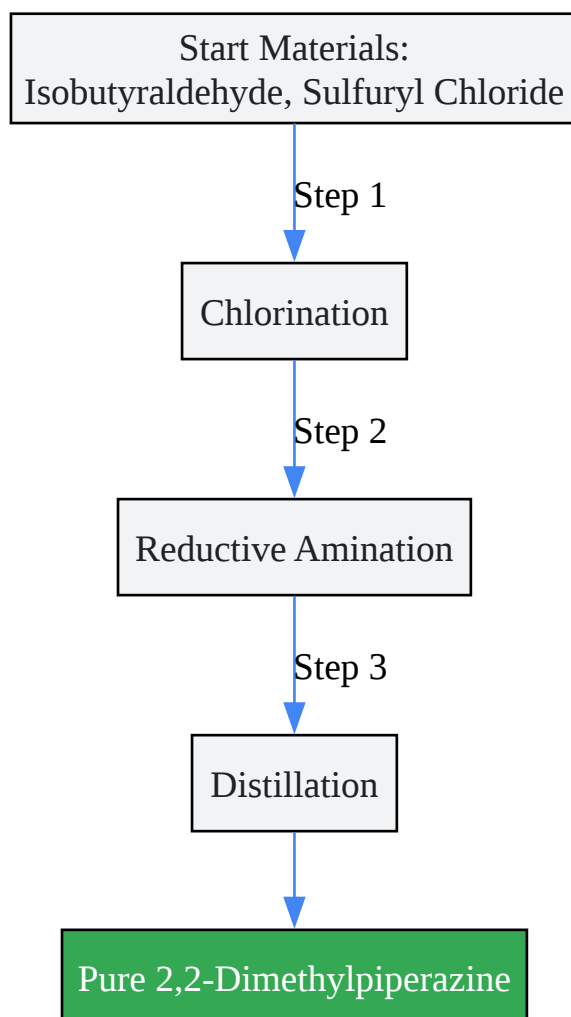 Start Materials:
Isobutyraldehyde, Sulfuryl Chloride
Step 1
Chlorination
Step 2
Reductive Amination
Step 3
Distillation
Pure 2,2-Dimethylpiperazine